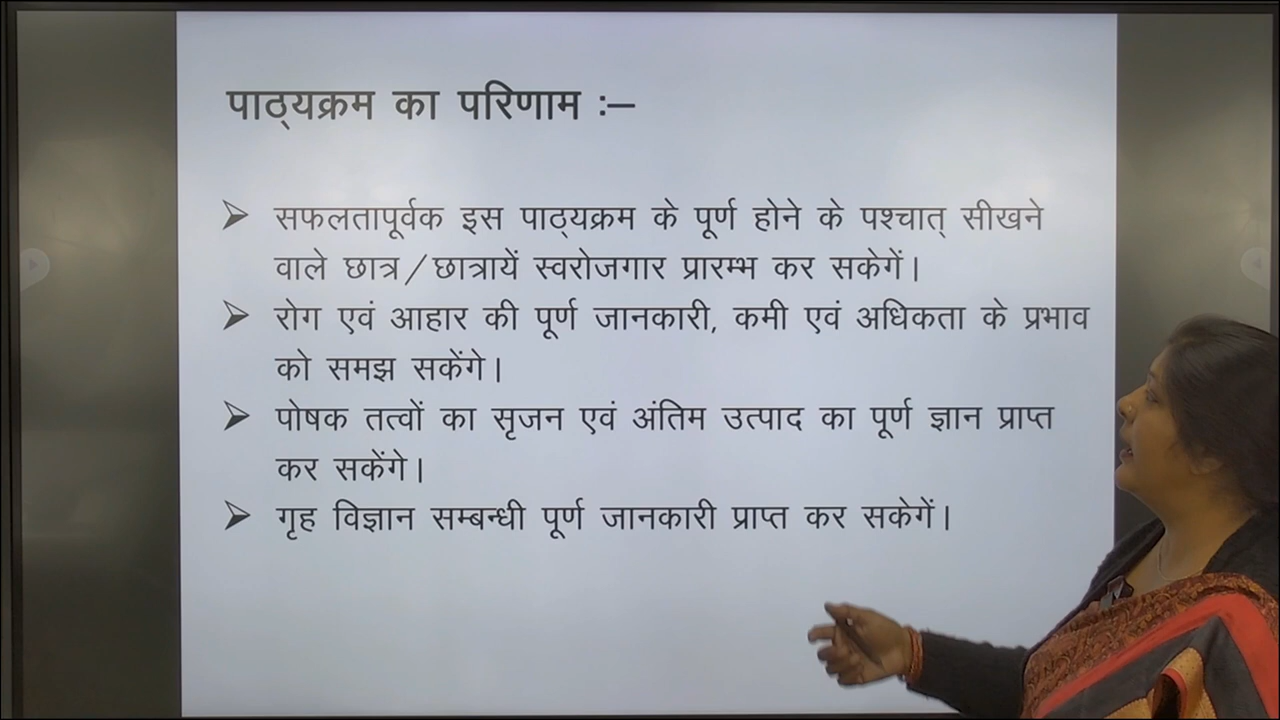 पाठ्यक्रम का परिणाम :–
सफलतापूर्वक इस पाठ्यक्रम के पूर्ण होने के पश्चात् सीखने
वाले छात्र/छात्रायें स्वरोजगार प्रारम्भ कर सकेगें।
रोग एवं आहार की पूर्ण जानकारी, कमी एवं अधिकता के प्रभाव
को समझ सकेंगे।
पोषक तत्वों का सृजन एवं अंतिम उत्पाद का पूर्ण ज्ञान प्राप्त
कर सकेंगे।
गृह विज्ञान सम्बन्धी पूर्ण जानकारी प्राप्त कर सकेगें।